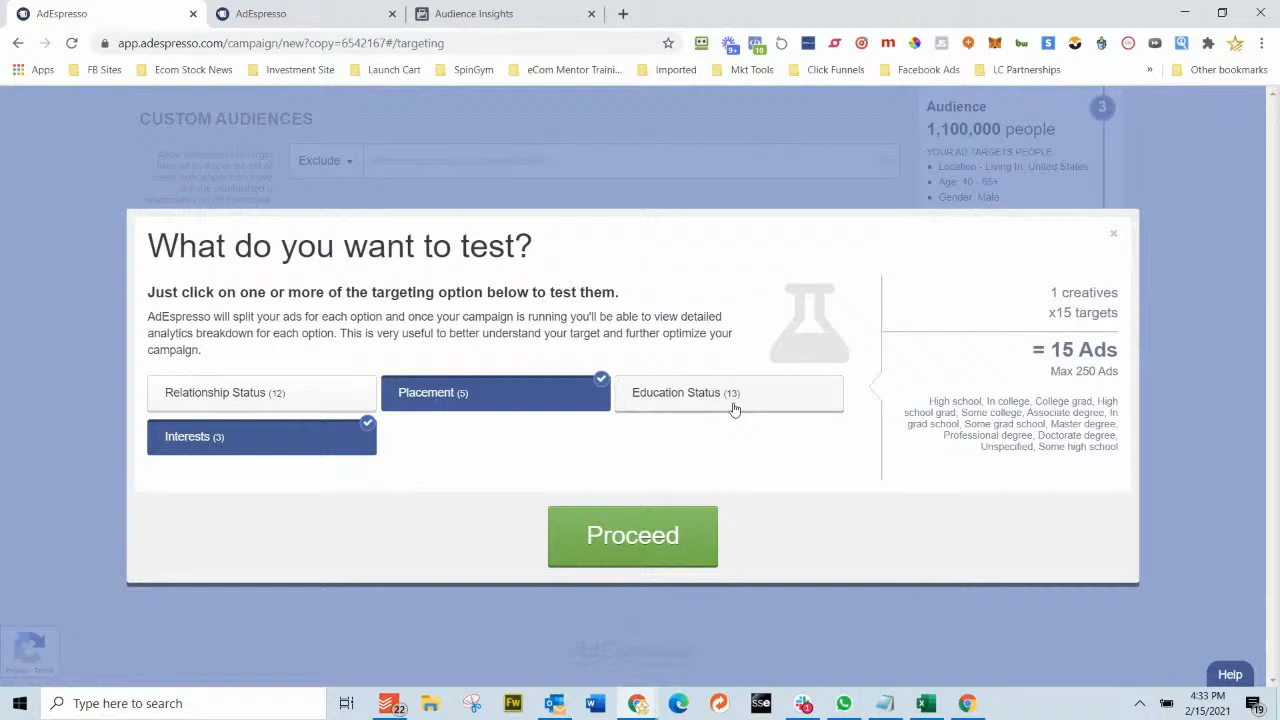 AdEspresso
AdEspresso
Audience Insights
app.adespresso.com/campaign/new?copy=6542167#/targeting
9+
10
Apps
FB Sites
Ecom Stock News
Investment Site
Launch Cart
SpinGym
eCom Mentor Traini...
Imported
Mkt Tools
Click Funnels
Facebook Ads
LC Partnerships
»
Other bookmarks
CUSTOM AUDIENCES
Exclude
Audience
3
1,100,000 people
YOUR AD TARGETS PEOPLE
Location - Living In: United States
Age: 40 - 65+
Gender: Male
What do you want to test?
Just click on one or more of the targeting option below to test them.
AdEspresso will split your ads for each option and once your campaign is running you'll be able to view detailed
analytics breakdown for each option. This is very useful to better understand your target and further optimize your
campaign.
Relationship Status (12)
Placement (5)
Education Status (13)
Interests (3)
1 creatives
x15 targets
= 15 Ads
Max 250 Ads
High school, In college, College grad, High
school grad, Some college, Associate degree, In
grad school, Some grad school, Master degree,
Professional degree, Doctorate degree,
Unspecified, Some high school
Proceed
Help
Type here to search
22
Fw
sse
1
4:33 PM
2/15/2021
19